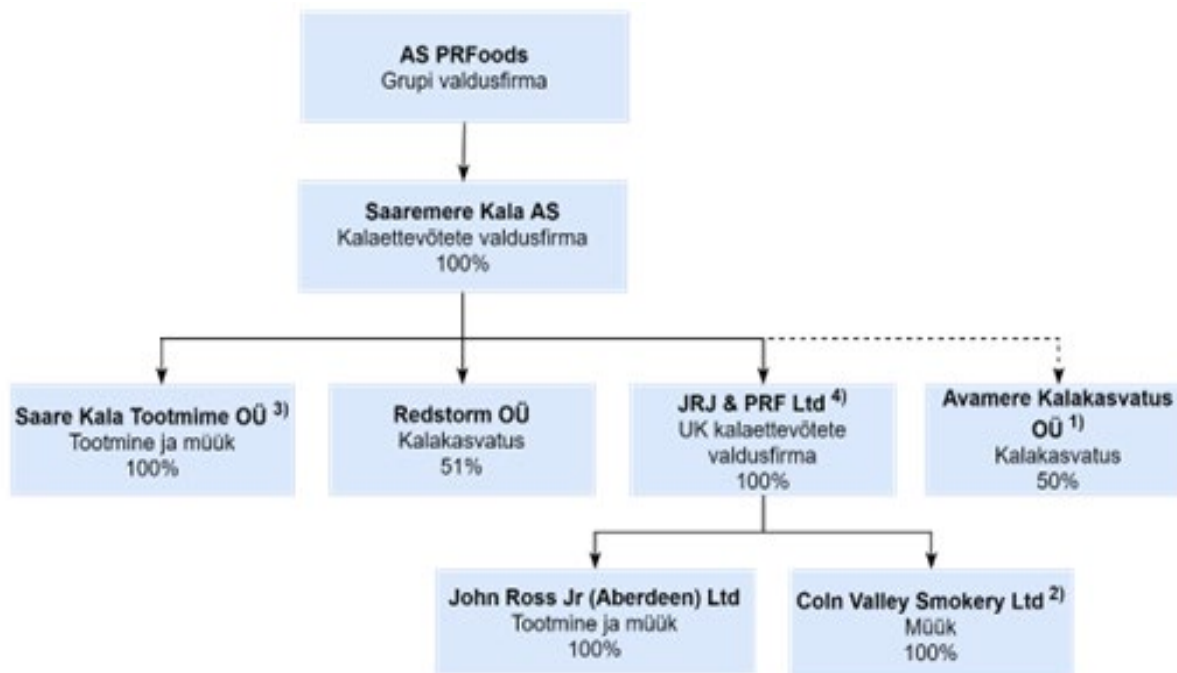 AS PRFoods
Grupi valdusfirma
Saaremere Kala AS
Kalaettevõtete valdusfirma
100%
Saare Kala Tootmime OÜ 3)
Tootmine ja müük
100%
Redstorm OÜ
Kalakasvatus
51%
JRJ & PRF Ltd 4)
UK kalaettevõtete
valdusfirma
100%
Avamere Kalakasvatus
OÜ 1)
Kalakasvatus
50%
John Ross Jr (Aberdeen) Ltd
Tootmine ja müük
100%
Coln Valley Smokery Ltd 2)
Müük
100%